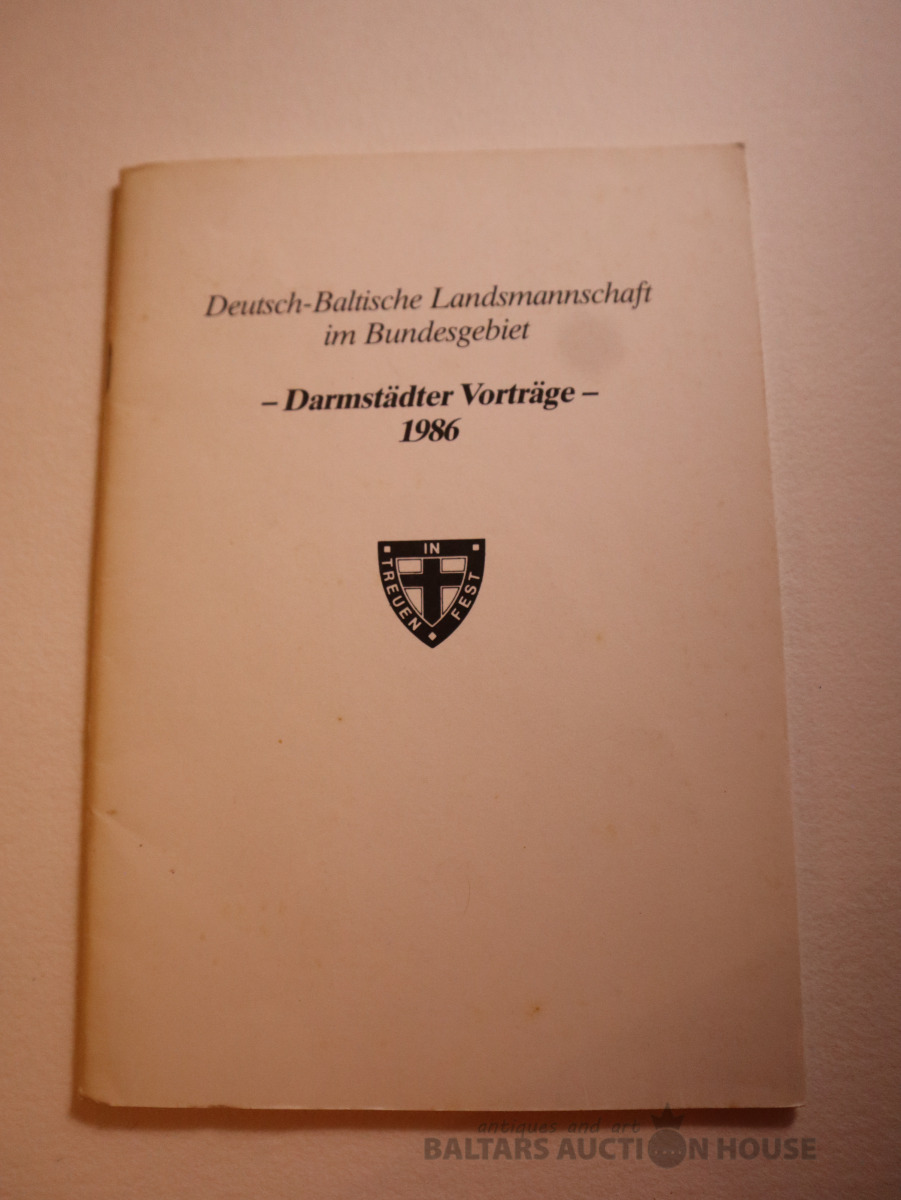 Deutsch-Baltische Landsmannschaft
im Bundesgebiet
– Darmstädter Vorträge –
1986
IN
TREUEN
FEST
antiques and art
BALTARS AUCTION HOUSE